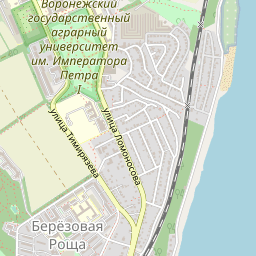 Воронежский
государственный
аграрный
университет
им. Императора
Петра
I
улица Ломоносова
улица Тимирязева
Берёзовая
Роща